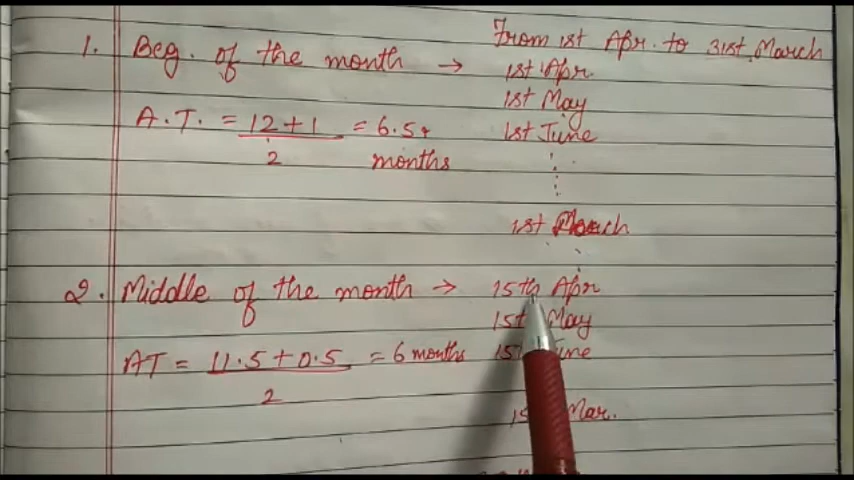 From 1st Apr. to 31st March
1. Beg. of the month → 1st Apr
1st May
A.T. = 12+1 = 6.5
2 months
1st June
1st March
2. Middle of the month → 15th Apr
15th May
AT = 11.5+0.5 = 6 months
2
June
Mar.